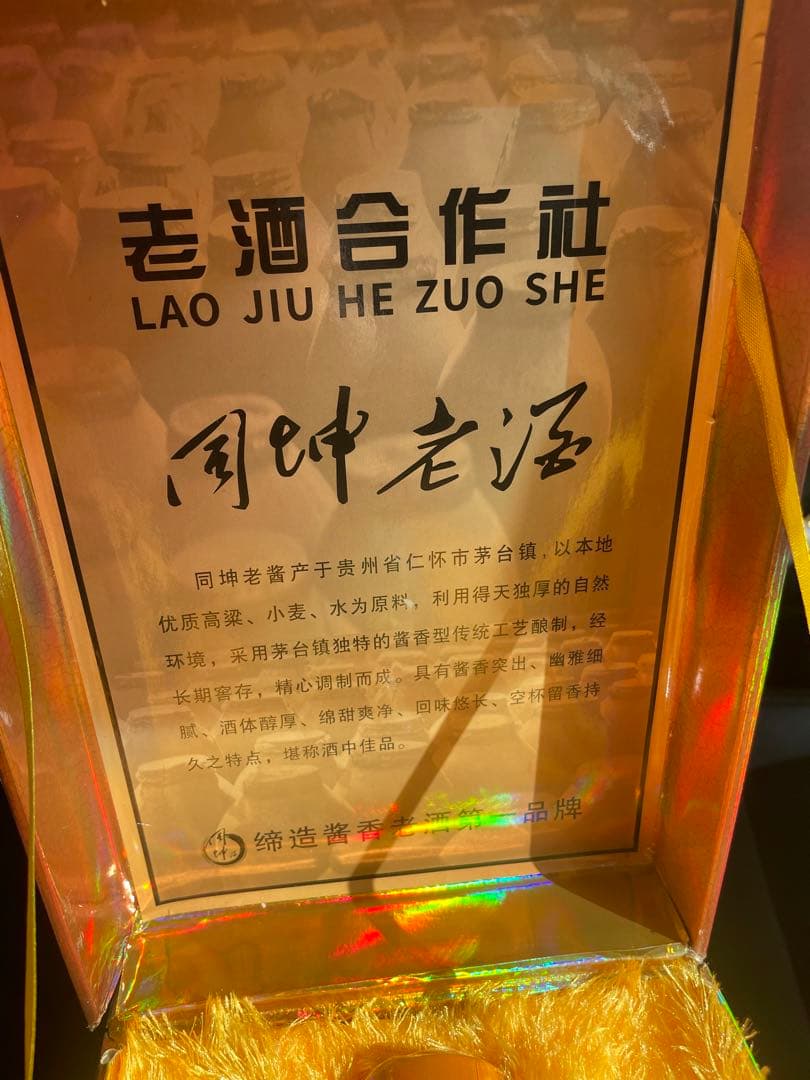 老酒合作社
LAO JIU HE ZUO SHE
同坤老酒
同坤老酱产于贵州省仁怀市茅台镇,以本地
优质高粱、小麦、水为原料，利用得天独厚的自然
环境，采用茅台镇独特的酱香型传统工艺酿制，经
长期窖存，精心调制而成。具有酱香突出、幽雅细
腻、酒体醇厚、绵甜爽净、回味悠长、空杯留香持
久之特点，堪称酒中佳品。
同坤 缔造酱香老酒第一品牌